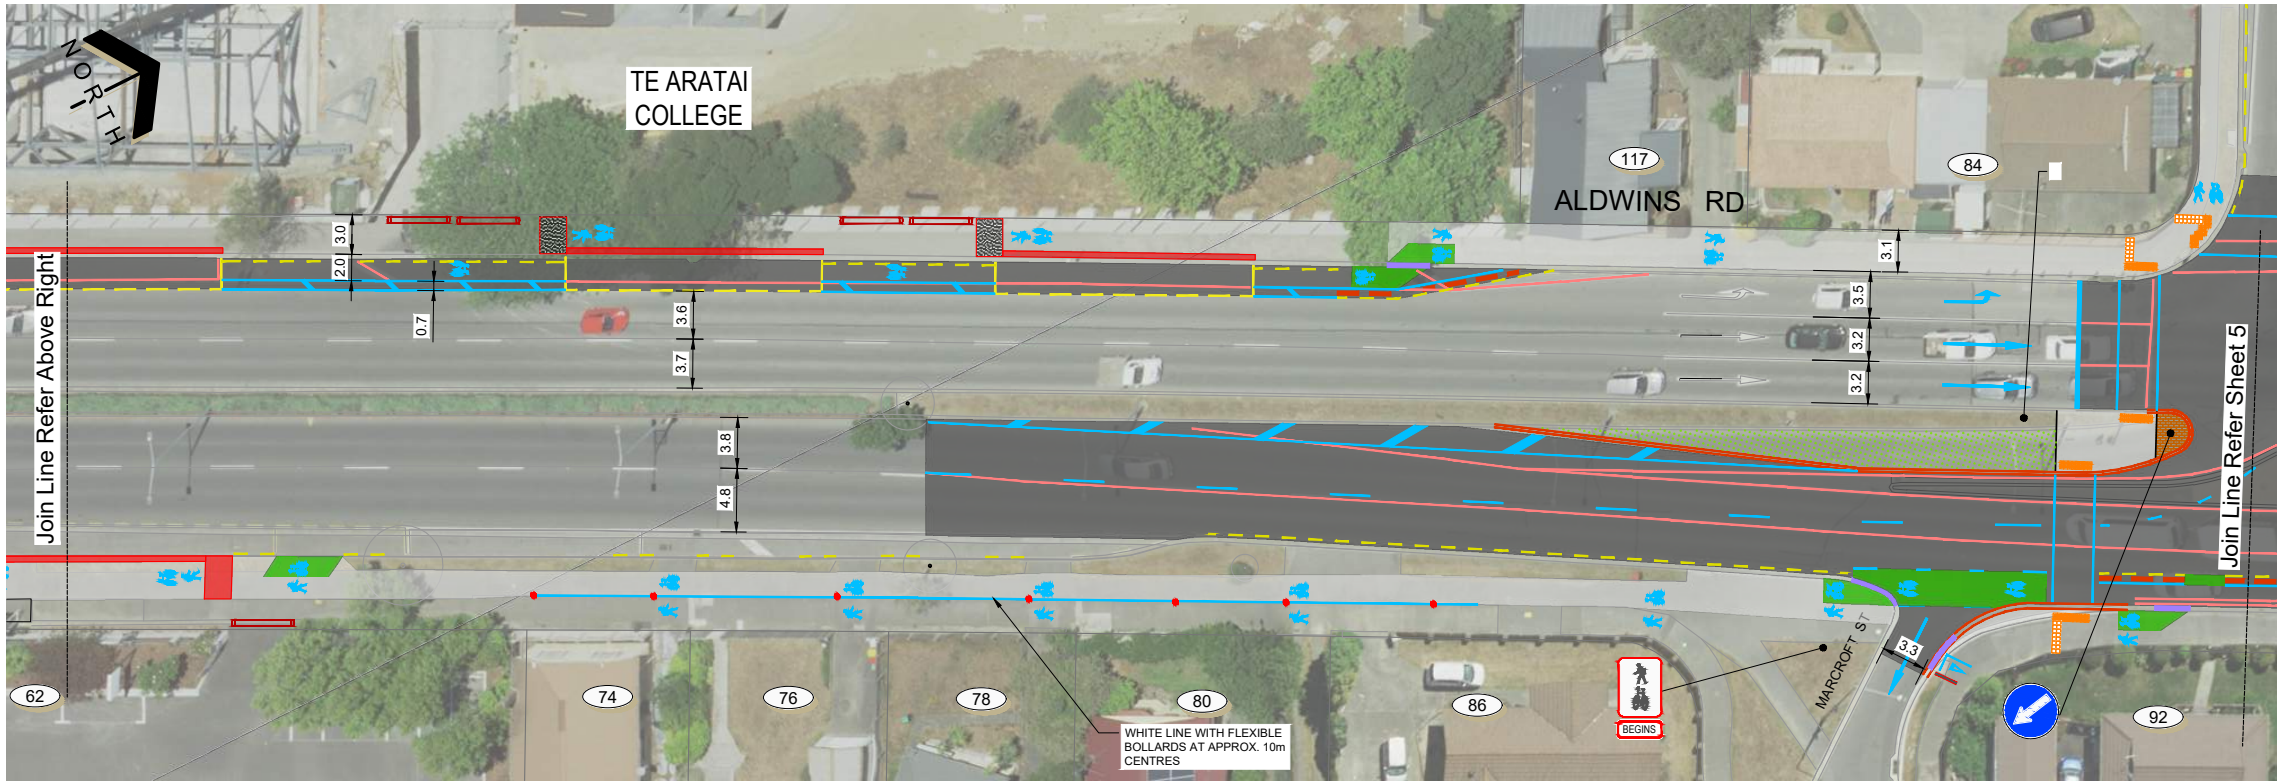 NORTH
TE ARATAI
COLLEGE
117
84
ALDWINS RD
3.0
2.0
0.7
3.6
3.7
3.8
4.8
3.1
3.5
3.2
3.2
Join Line Refer Above Right
Join Line Refer Sheet 5
MARCROFT ST
3.3
62
74
76
78
80
86
92
WHITE LINE WITH FLEXIBLE
BOLLARDS AT APPROX. 10m
CENTRES
BEGINS